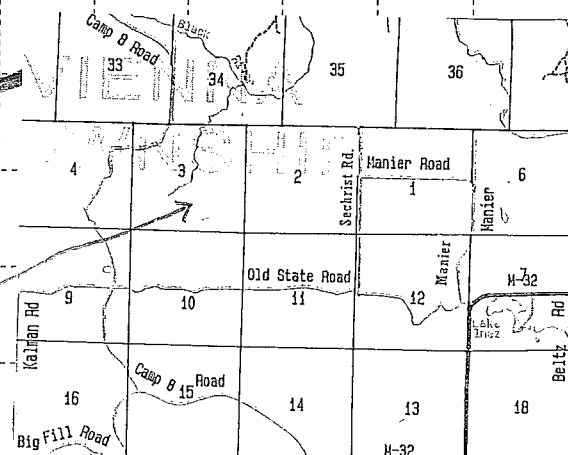 Camp 8 Road
Black
33
34
35
36
VIENNA
4
3
2
Sechrist Rd.
Manier Road
1
6
Manier
Manier
Old State Road
7
M-32
9
10
11
12
Kalman Rd
Lake
Inez
Beltz Rd
Camp 8 Road
16
15
14
13
18
Big Fill Road
M-32